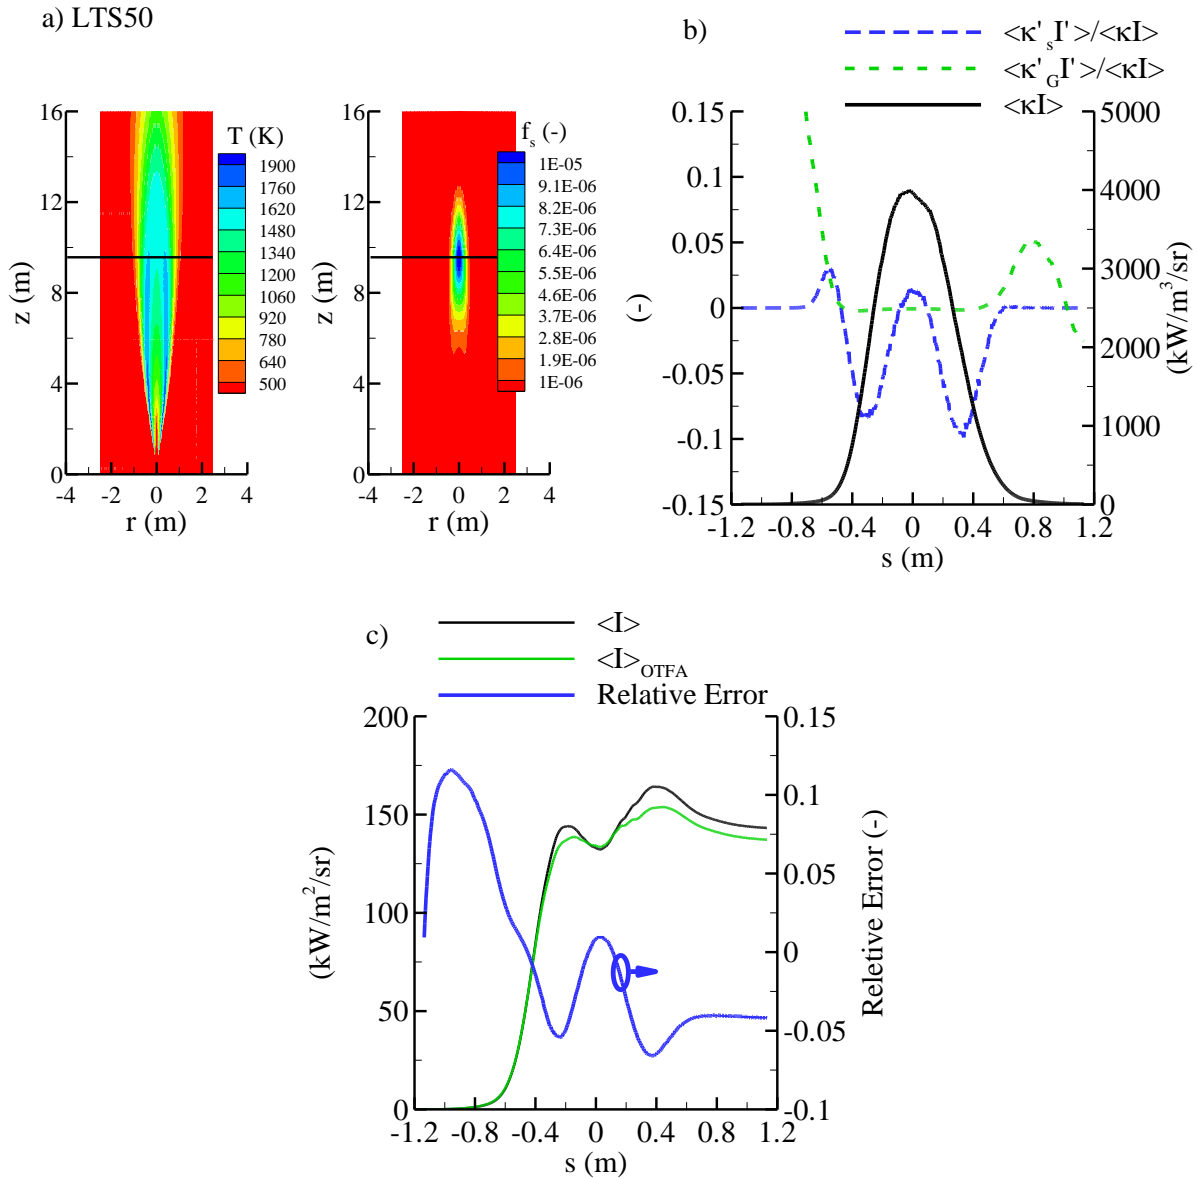 a) LTS50
16
12
8
4
0
z (m)
-4 -2 0 2 4
r (m)
T (K)
1900
1760
1620
1480
1340
1200
1060
920
780
640
500
16
12
8
4
0
z (m)
-4 -2 0 2 4
r (m)
f_s (-)
1E-05
9.1E-06
8.2E-06
7.3E-06
6.4E-06
5.5E-06
4.6E-06
3.7E-06
2.8E-06
1.9E-06
1E-06
b)
<κ'_s I'>/<κI>
<κ'_G I'>/<κI>
<κI>
0.15
0.1
0.05
0
-0.05
-0.1
-0.15
(-)
5000
4000
3000
2000
1000
0
(kW/m³/sr)
-1.2 -0.8 -0.4 0 0.4 0.8 1.2
s (m)
c)
<I>
<I>_OTFA
Relative Error
200
150
100
50
0
(kW/m²/sr)
0.15
0.1
0.05
0
-0.05
-0.1
Reletive Error (-)
-1.2 -0.8 -0.4 0 0.4 0.8 1.2
s (m)